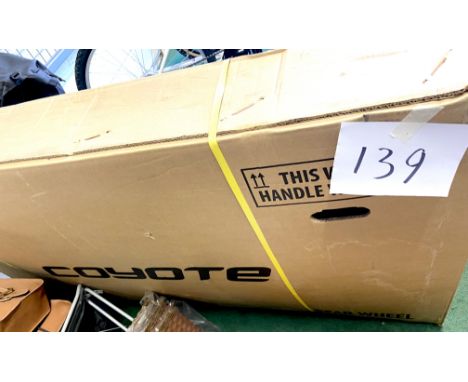 139
THIS
HANDLE
COYOTE
WHEEL